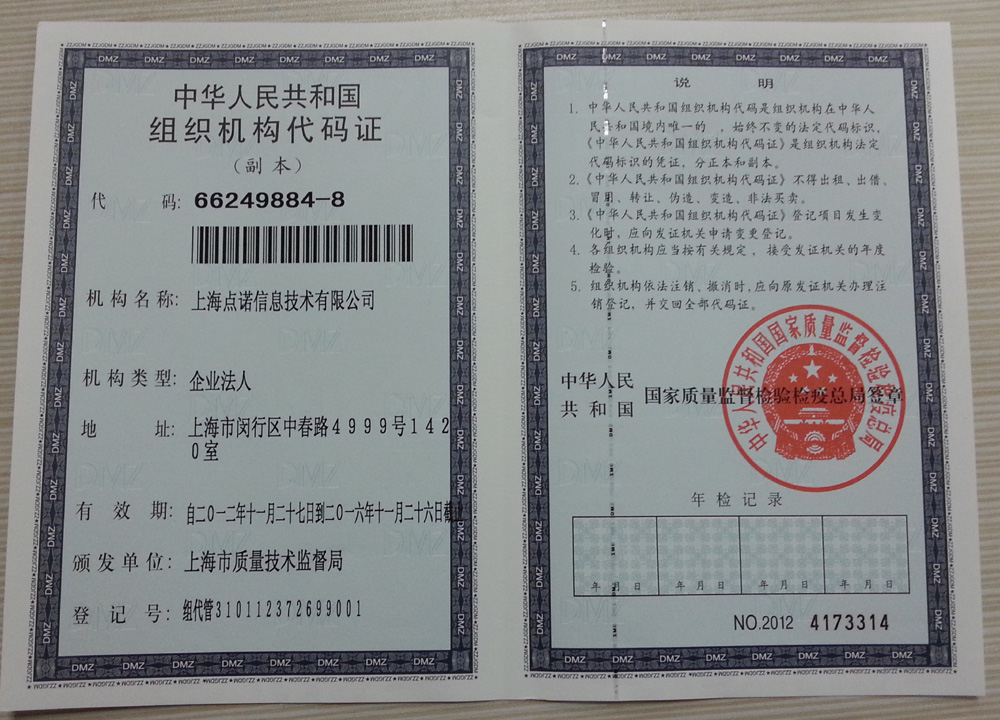 中华人民共和国
组织机构代码证
（副本）
代 码: 66249884-8
机构名称: 上海点诺信息技术有限公司
机构类型: 企业法人
地 址: 上海市闵行区中春路4999号142
0室
有 效 期: 自二0一二年十一月二十七日到二0一六年十一月二十六日截
颁发单位: 上海市质量技术监督局
登 记 号: 组代管310112372699001
说 明
1. 中华人民共和国组织机构代码是组织机构在中华人
民共和国境内唯一的 ，始终不变的法定代码标识，
《中华人民共和国组织机构代码证》是组织机构法定
代码标识的凭证，分正本和副本。
2.《中华人民共和国组织机构代码证》不得出租、出借、
冒用、转让、伪造、变造、非法买卖。
3.《中华人民共和国组织机构代码证》登记项目发生变
化时，应向发证机关申请变更登记。
4. 各组织机构应当按有关规定 ，接受发证机关的年度
检验。
5. 组织机构依法注销、撤消时,应向原发证机关办理注
销登记，并交回全部代码证。
中华人民共和国国家质量监督检验检疫总局
中华人民
共 和 国
国家质量监督检验检疫总局签章
年检记录
年 月 日 年 月 日 年 月 日 年 月 日
NO.2012 4173314